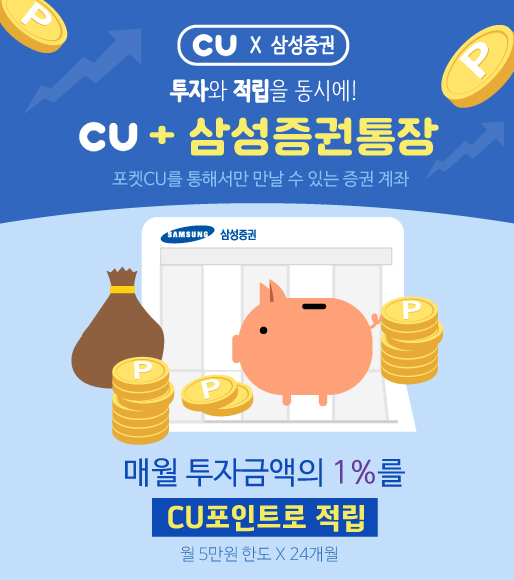 P
P
CU X 삼성증권
투자와 적립을 동시에!
CU + 삼성증권통장
포켓CU를 통해서만 만날 수 있는 증권 계좌
SAMSUNG 삼성증권
P
P
P
매월 투자금액의 1%를
CU포인트로 적립
월 5만원 한도 X 24개월